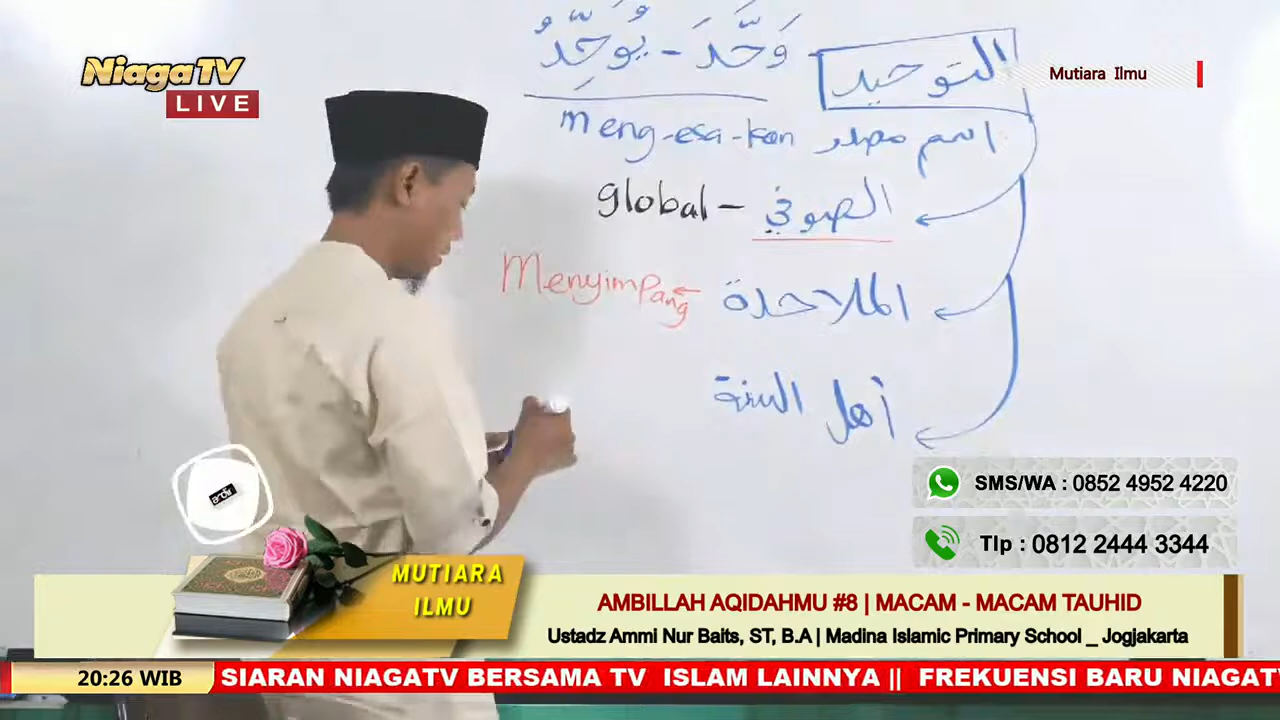 NiagaTV
LIVE
Mutiara Ilmu
التوحيد
وَحَّدَ - يُوَحِّدُ
meng-esa-kan
اسم مصدر
الصوفي - global
الملاحدة ← Menyimpang
أهل السنة
SMS/WA : 0852 4952 4220
Tlp : 0812 2444 3344
MUTIARA
ILMU
AMBILLAH AQIDAHMU #8 | MACAM - MACAM TAUHID
Ustadz Ammi Nur Baits, ST, B.A | Madina Islamic Primary School _ Jogjakarta
20:26 WIB
SIARAN NIAGATV BERSAMA TV ISLAM LAINNYA || FREKUENSI BARU NIAGATV